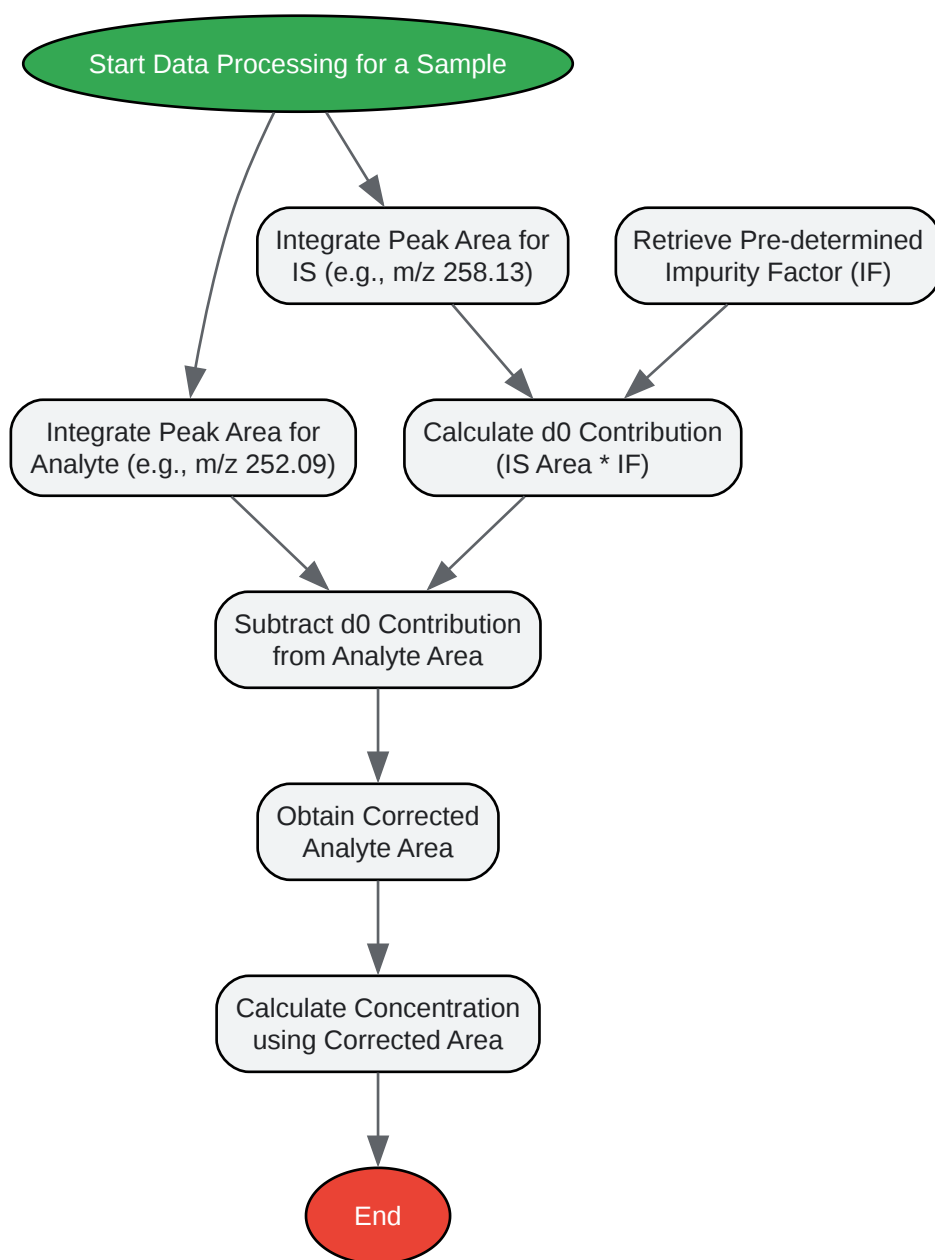 Start Data Processing for a Sample
Integrate Peak Area for
IS (e.g., m/z 258.13)
Retrieve Pre-determined
Impurity Factor (IF)
Integrate Peak Area for
Analyte (e.g., m/z 252.09)
Calculate d0 Contribution
(IS Area * IF)
Subtract d0 Contribution
from Analyte Area
Obtain Corrected
Analyte Area
Calculate Concentration
using Corrected Area
End